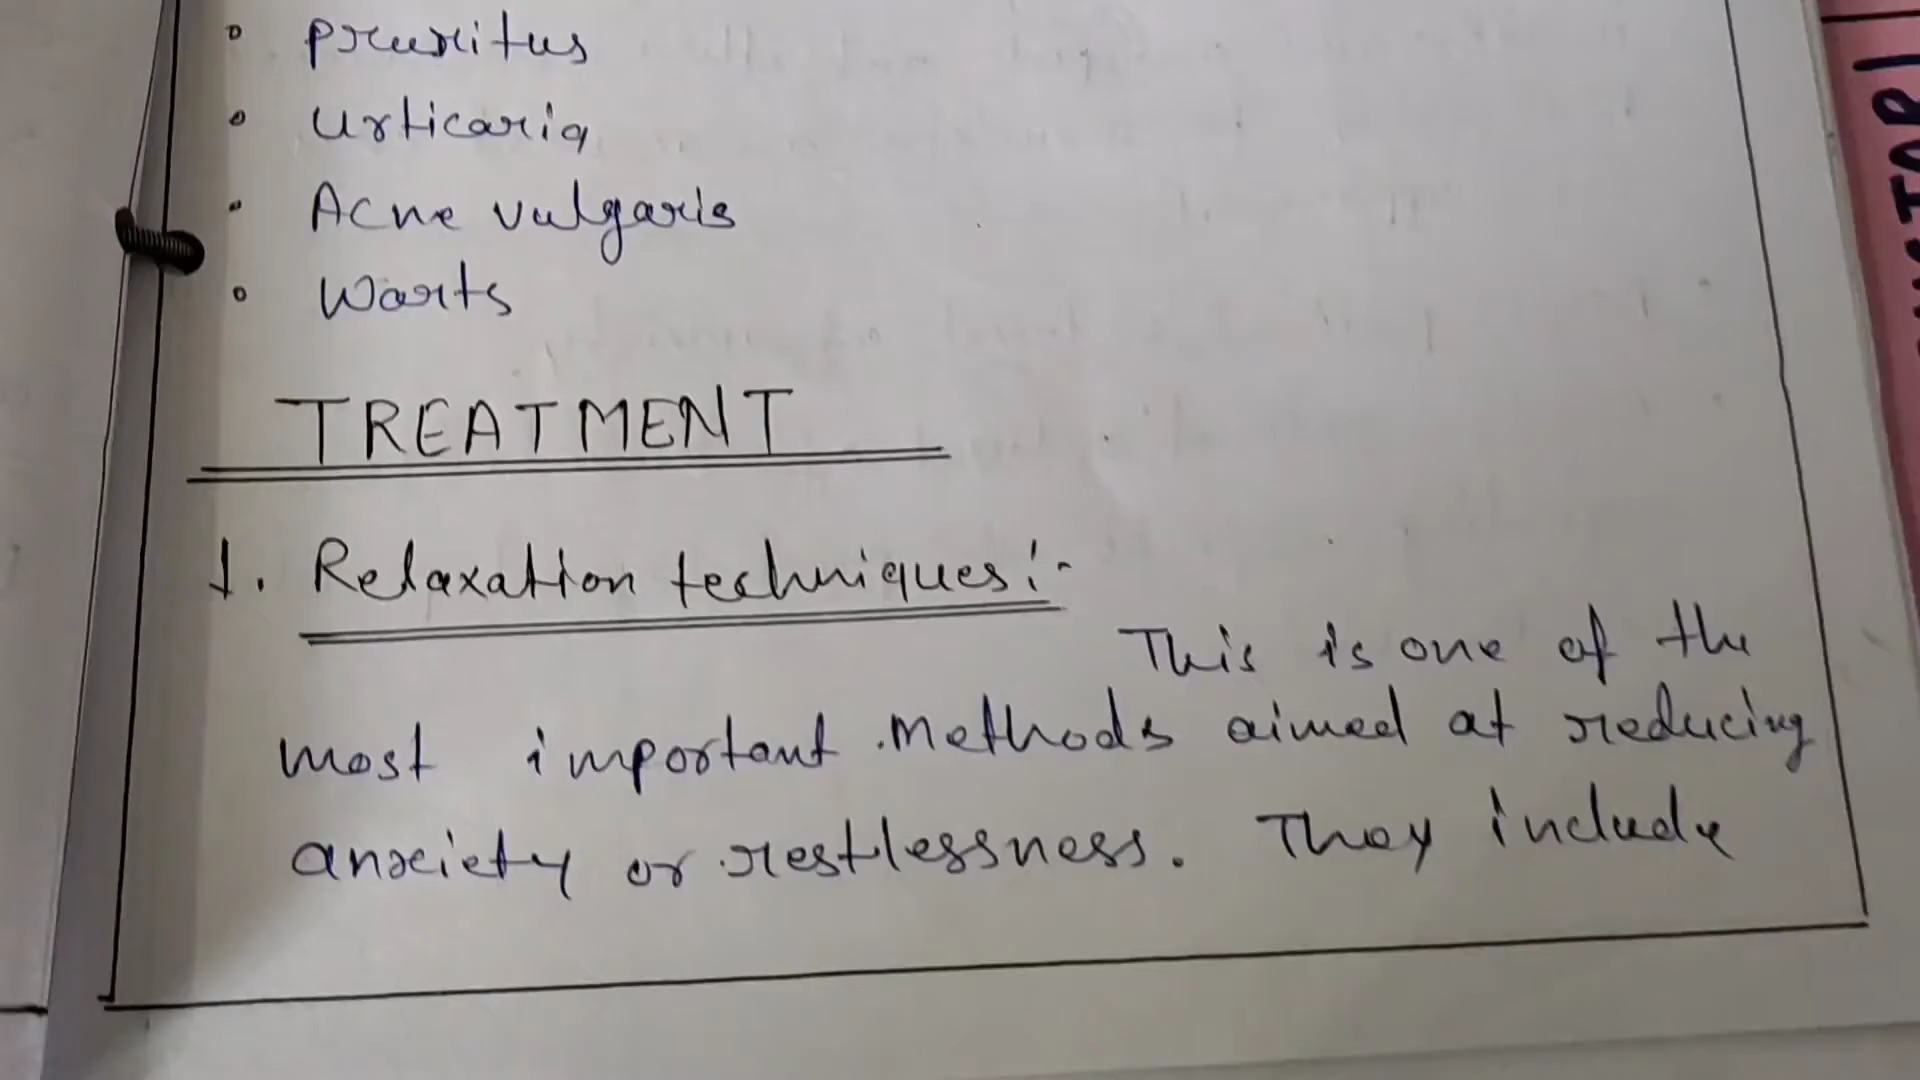 • pruritus
• Urticaria
• Acne vulgaris
• Warts
TREATMENT
1. Relaxation techniques:-
This is one of the
most important methods aimed at reducing
anxiety or restlessness. They include